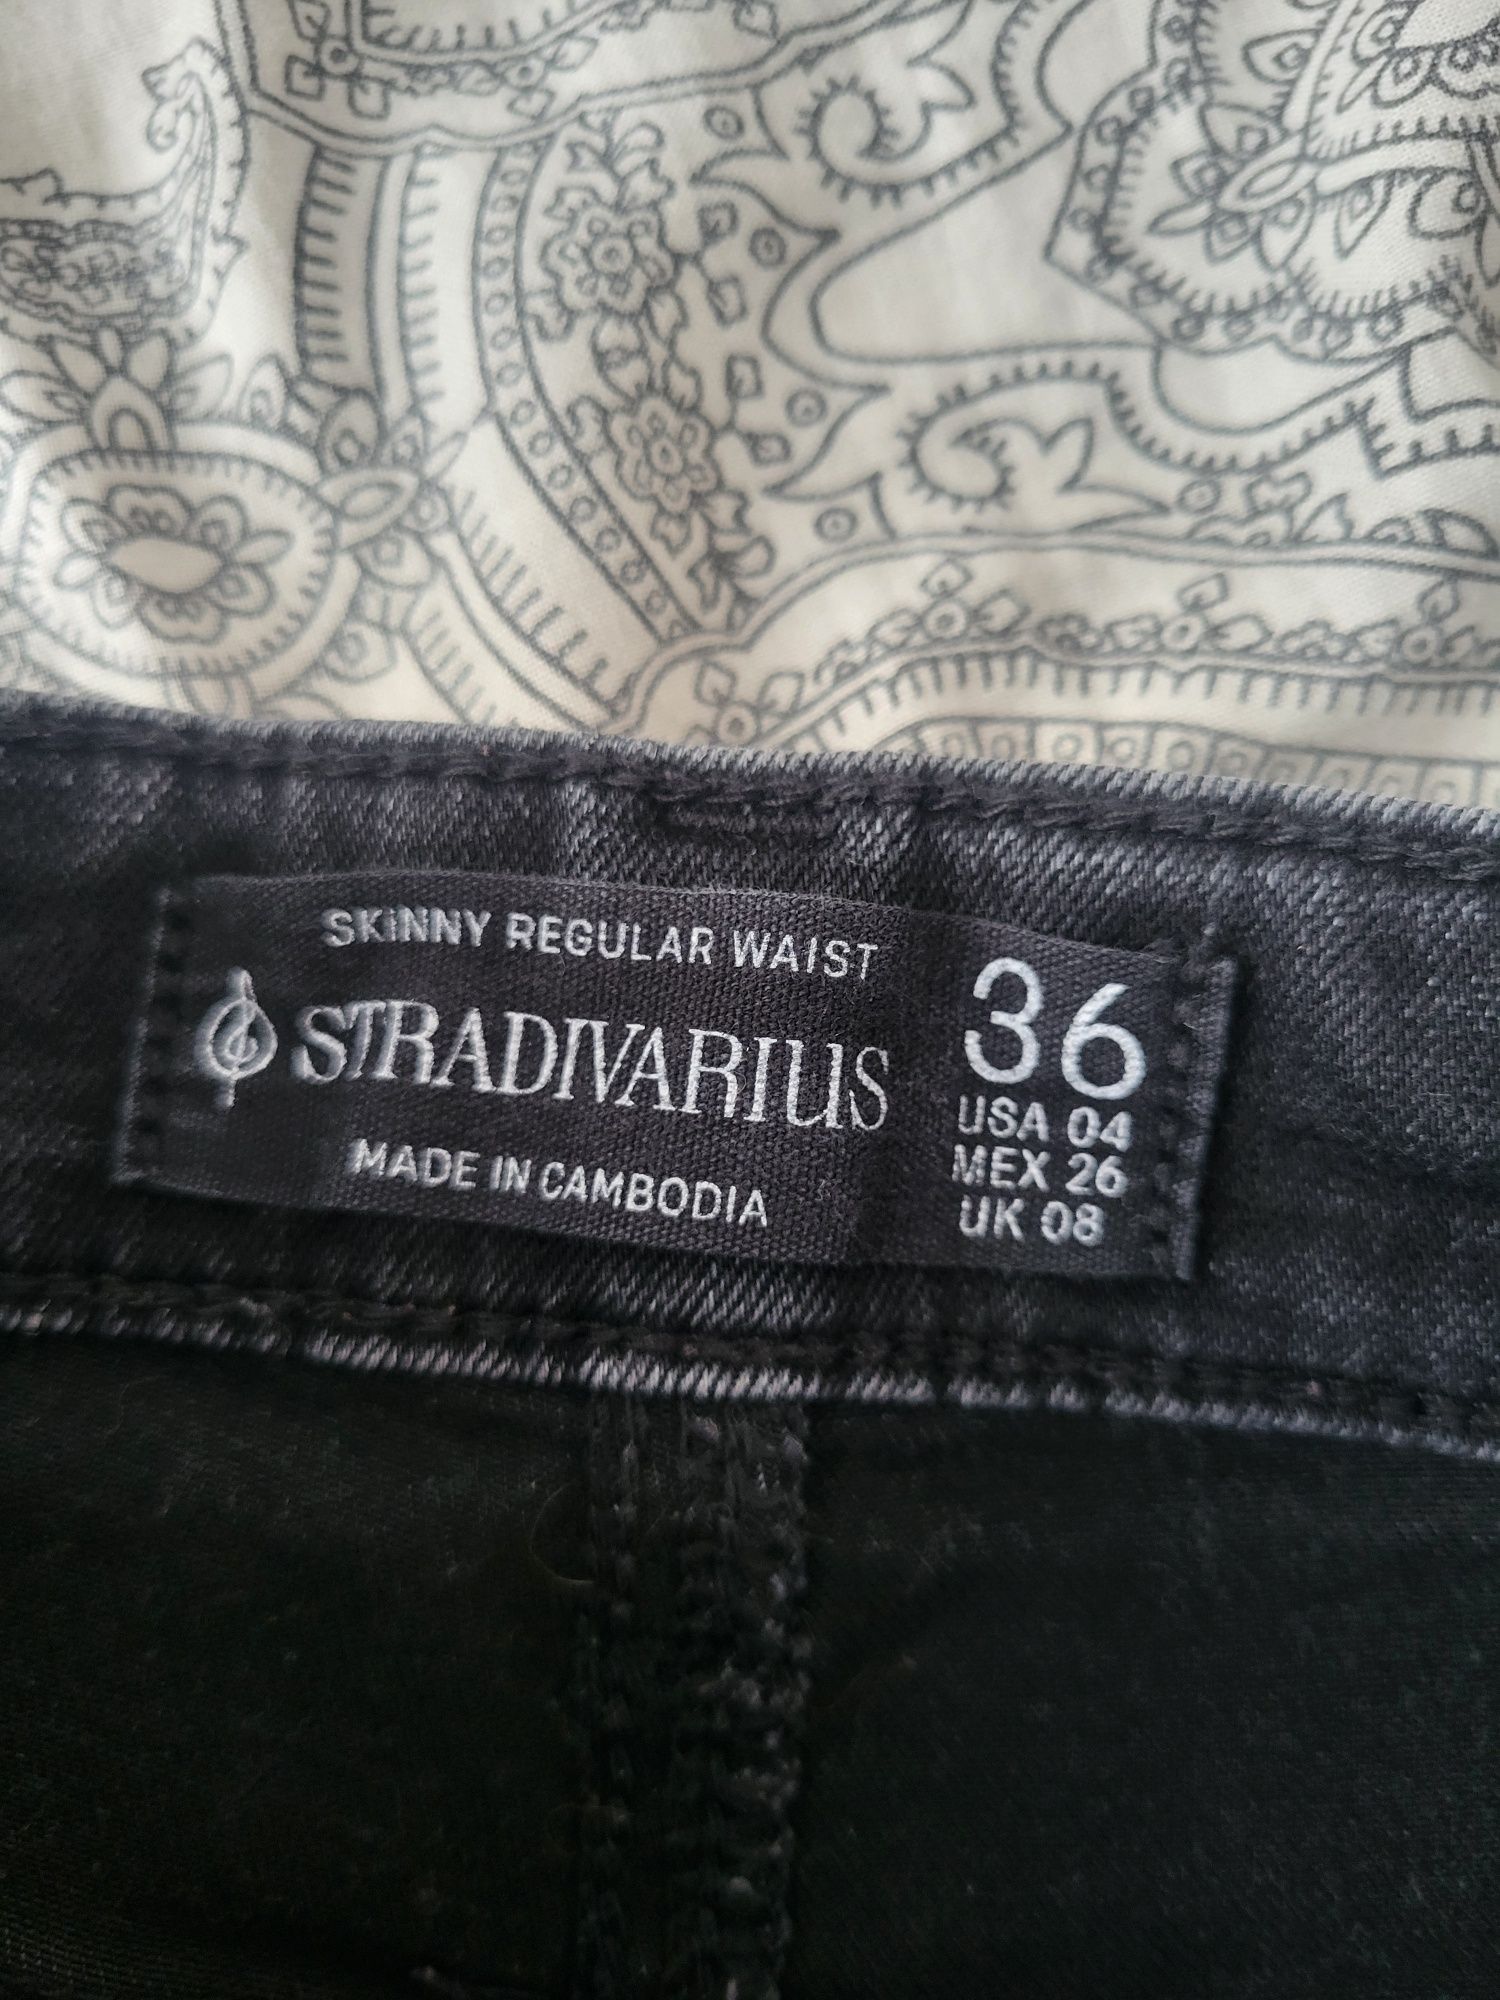 SKINNY REGULAR WAIST
STRADIVARIUS
MADE IN CAMBODIA
36
USA 04
MEX 26
UK 08